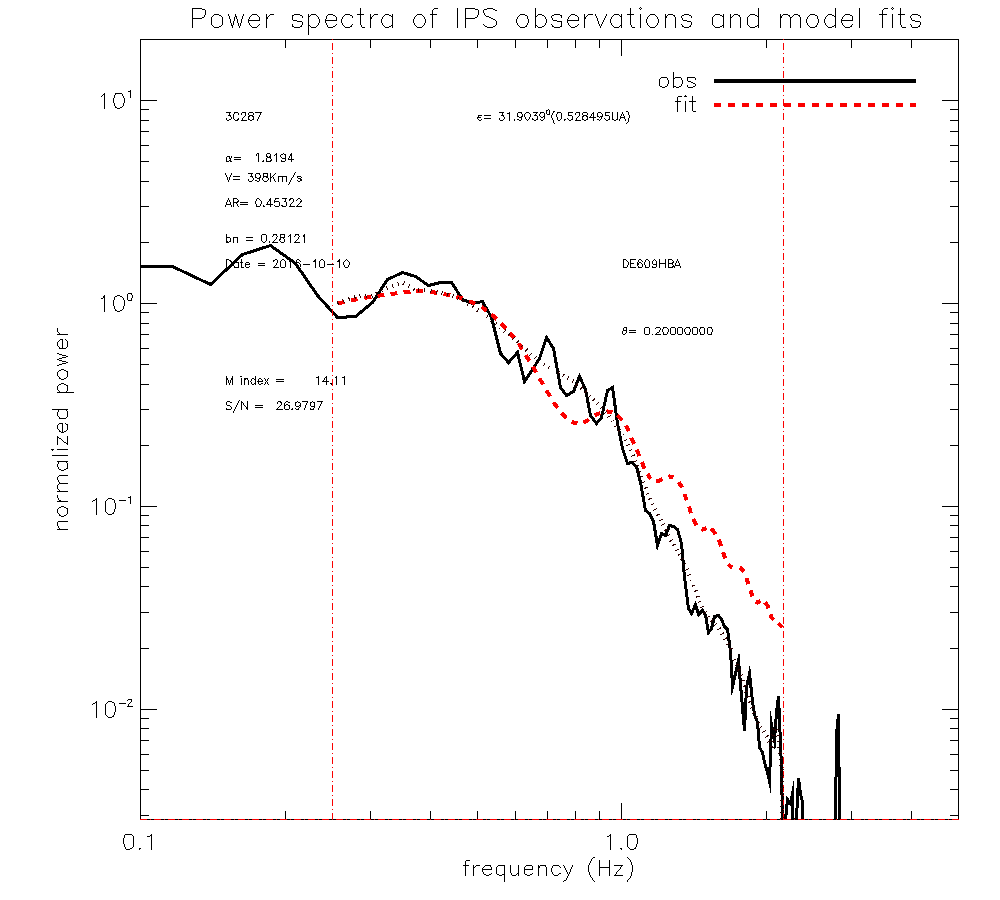 Power spectra of IPS observations and model fits
obs
fit
3C287
ε= 31.9039⁰(0.528495UA)
α= 1.8194
V= 398Km/s
AR= 0.45322
bn = 0.28121
Date = 2016-10-10
DE609HBA
θ= 0.20000000
M index = 14.11
S/N = 26.9797
10¹
10⁰
10⁻¹
10⁻²
normalized power
0.1
1.0
frequency (Hz)